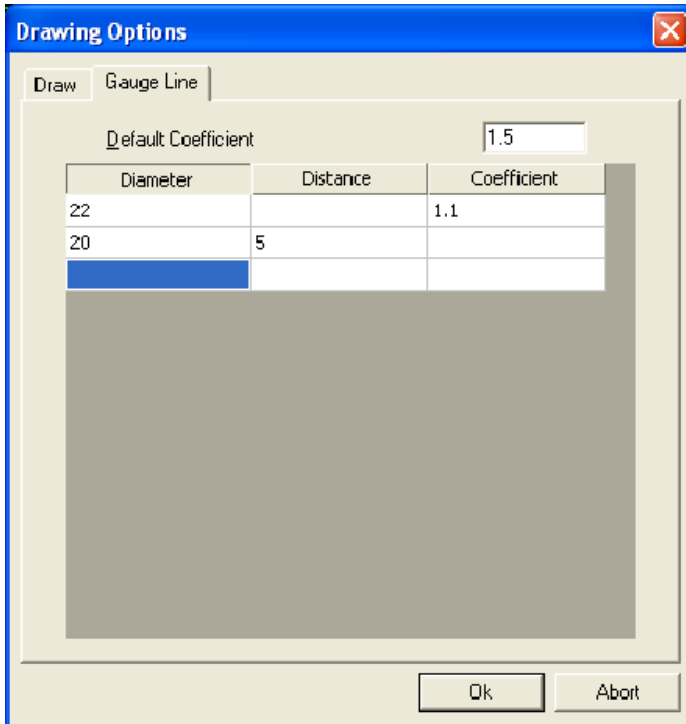 Drawing Options
Draw Gauge Line
Default Coefficient 1.5
Diameter Distance Coefficient
22 1.1
20 5
Ok Abort